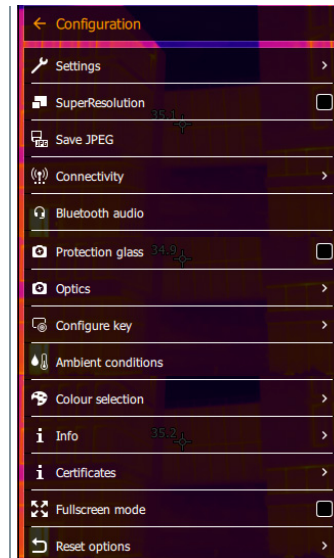 Configuration
Settings
SuperResolution
35.1
Save JPEG
Connectivity
Bluetooth audio
Protection glass 34.9
Optics
Configure key
Ambient conditions
Colour selection
Info 35.2
Certificates
Fullscreen mode
Reset options